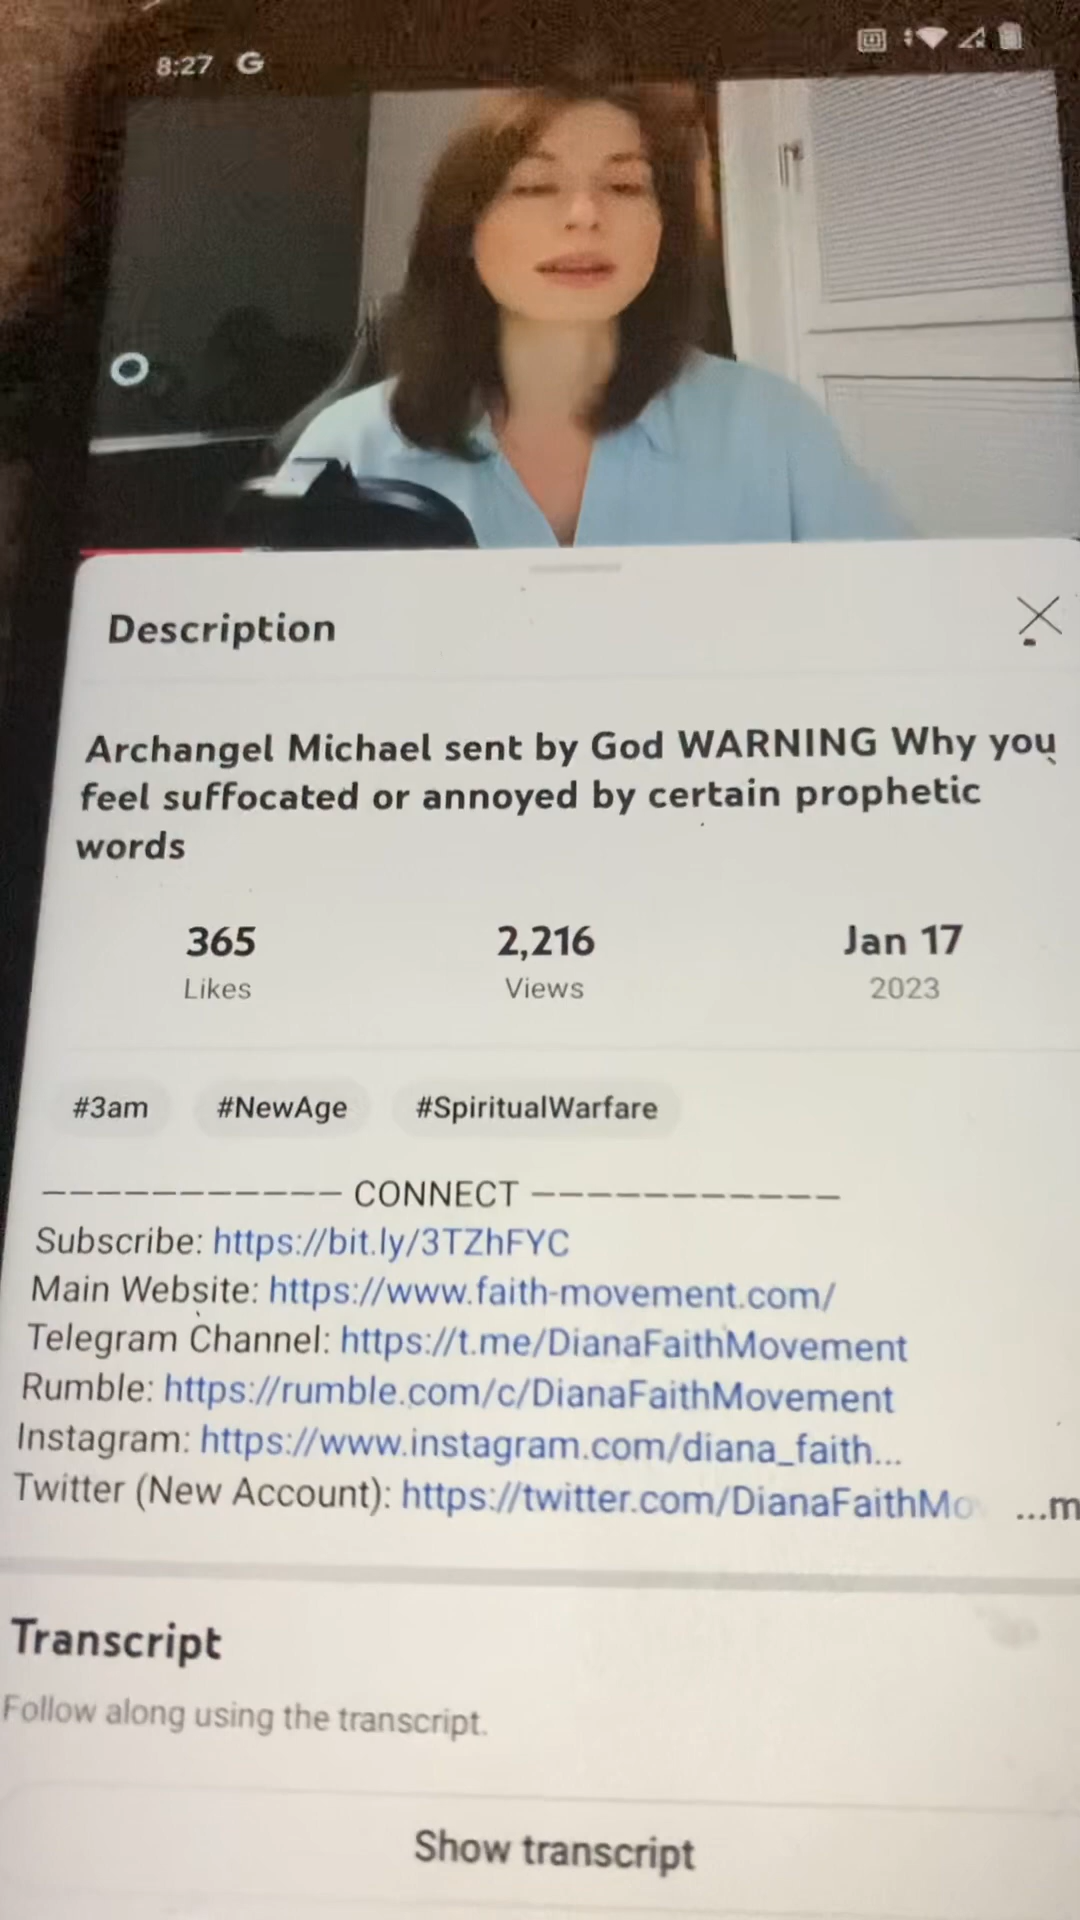 8:27 G
Description
Archangel Michael sent by God WARNING Why you
feel suffocated or annoyed by certain prophetic
words
365 2,216 Jan 17
Likes Views 2023
#3am #NewAge #SpiritualWarfare
----------- CONNECT -----------
Subscribe: https://bit.ly/3TZhFYC
Main Website: https://www.faith-movement.com/
Telegram Channel: https://t.me/DianaFaithMovement
Rumble: https://rumble.com/c/DianaFaithMovement
Instagram: https://www.instagram.com/diana_faith...
Twitter (New Account): https://twitter.com/DianaFaithMov ...m
Transcript
Follow along using the transcript.
Show transcript